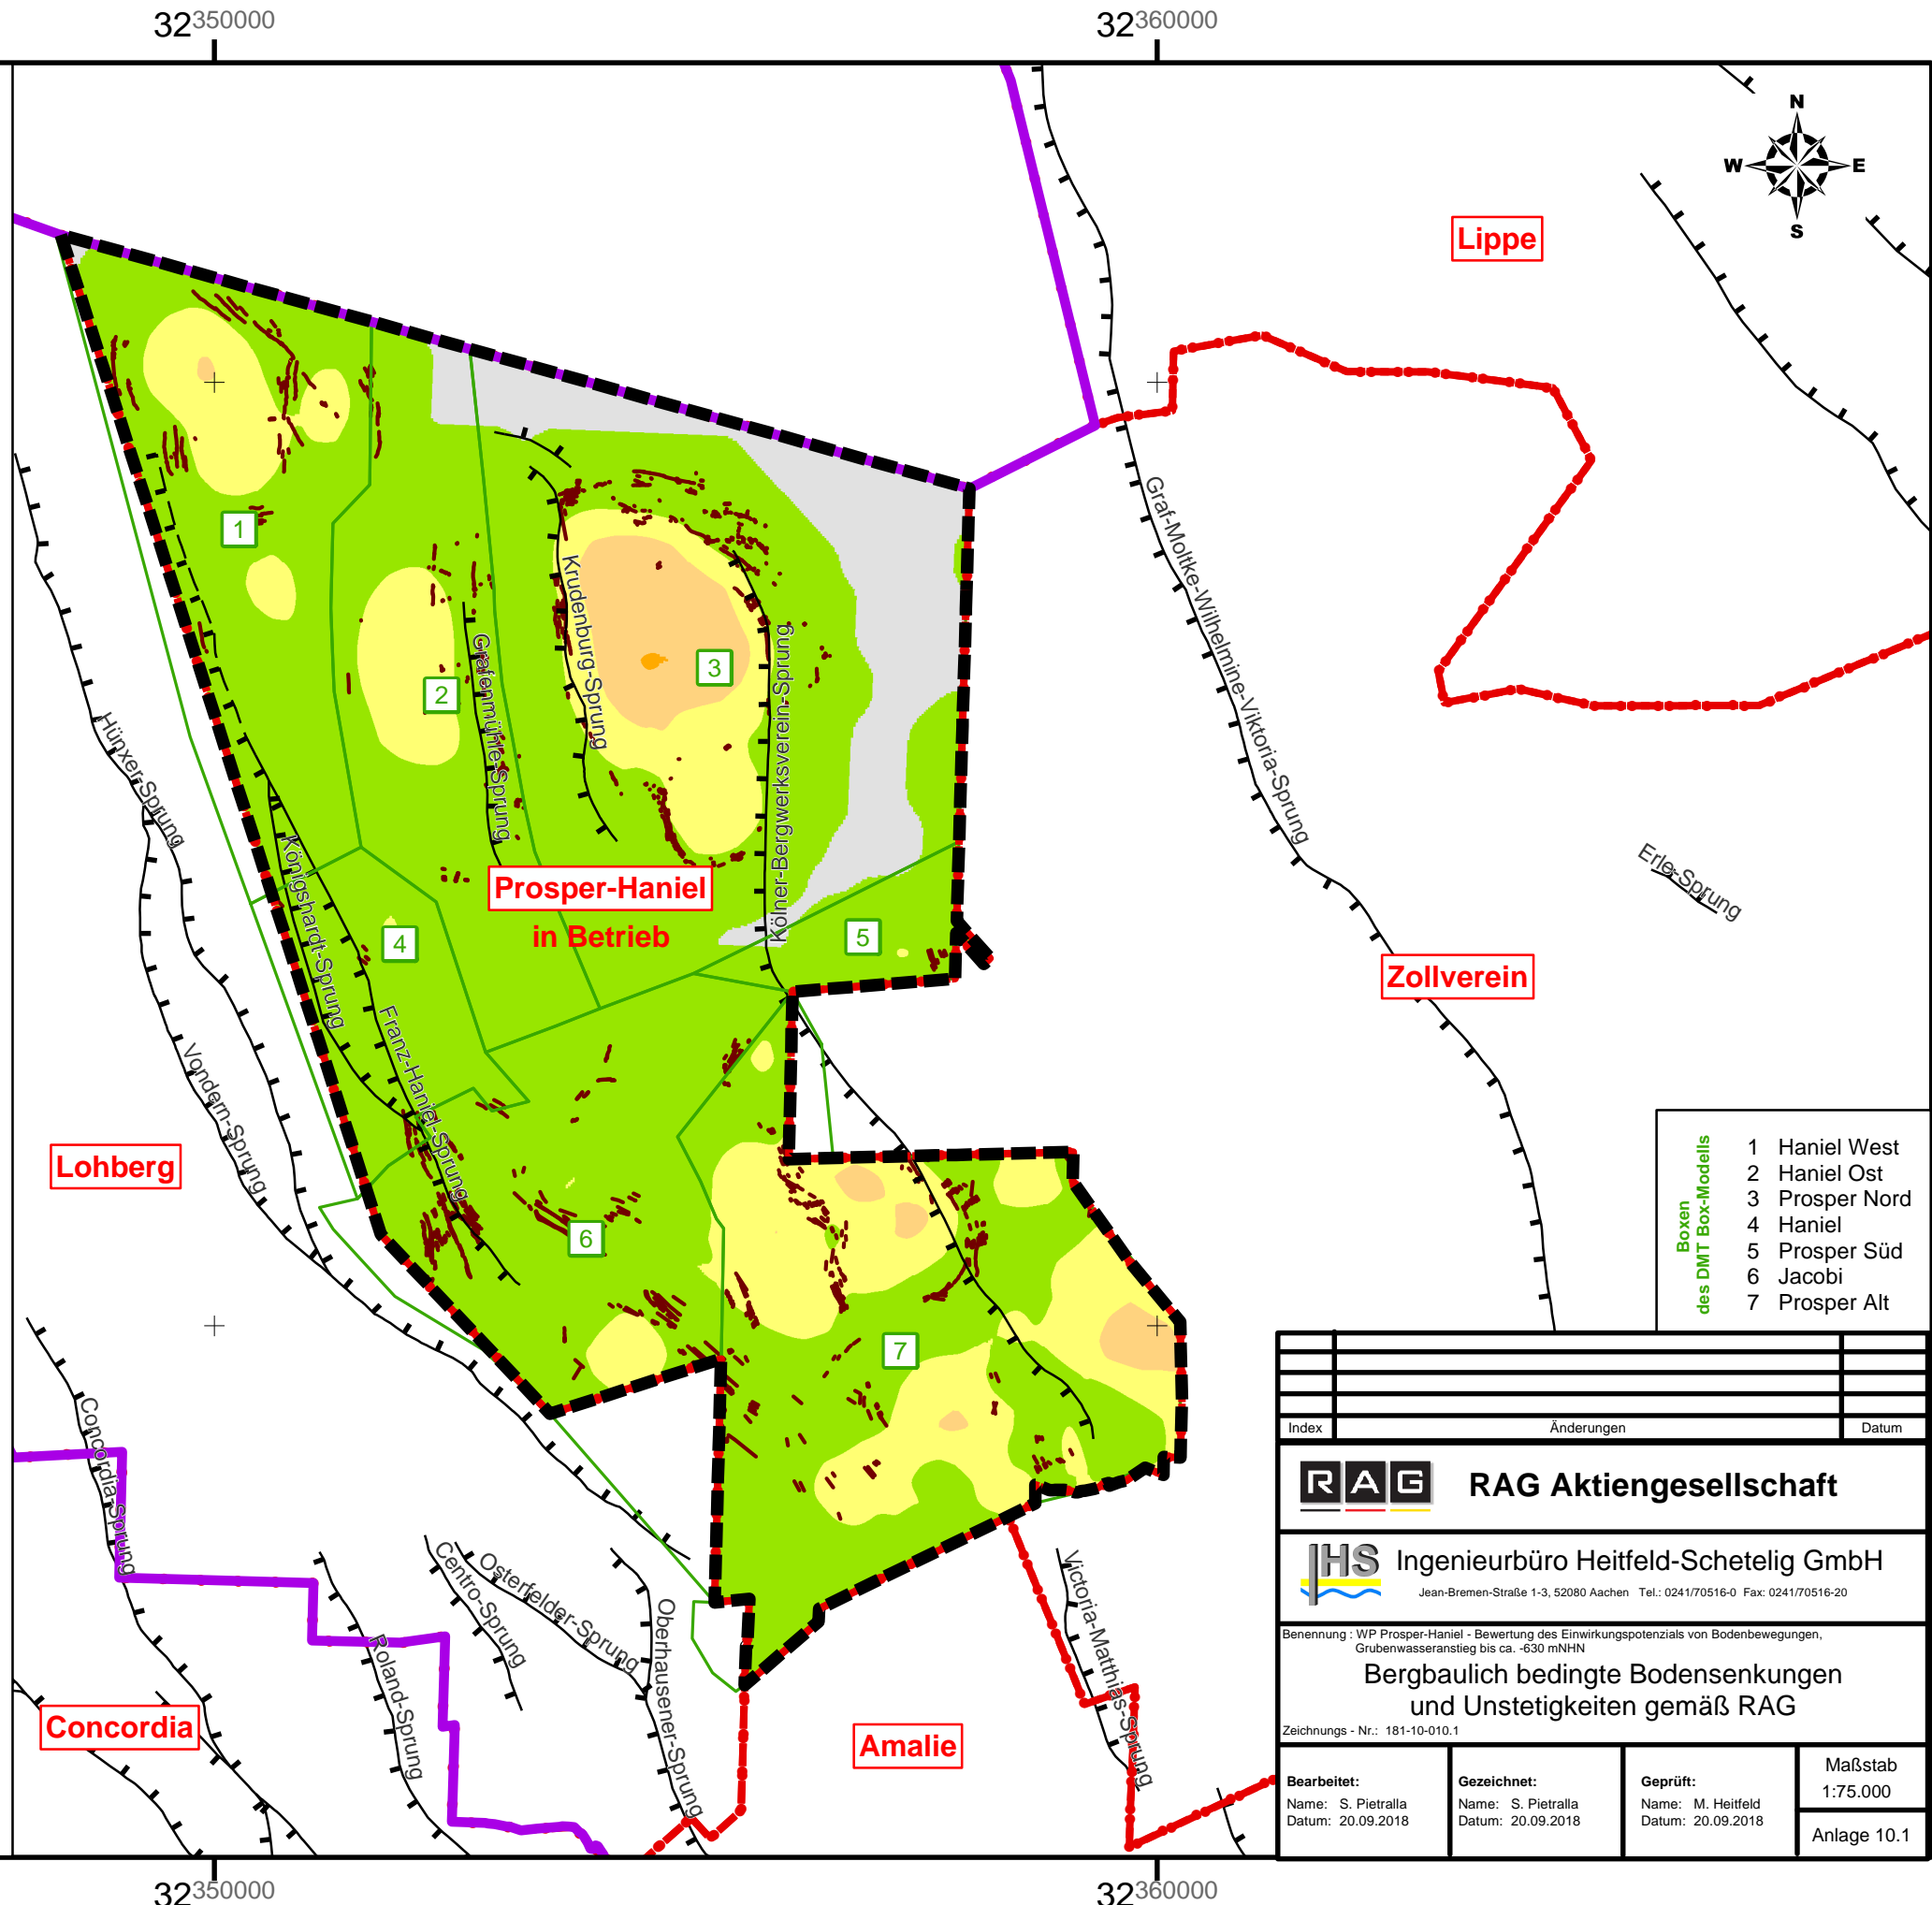 32350000
32360000
N
W
E
S
Lippe
Graf-Moltke-Wilhelmine-Viktoria-Sprung
1
Krudenburg-Sprung
Grafenmühle-Sprung
Kölner-Bergwerksverein-Sprung
2
3
Hünxer-Sprung
Königshardt-Sprung
Prosper-Haniel
in Betrieb
4
5
Erle-Sprung
Zollverein
Franz-Haniel-Sprung
Vondern-Sprung
Lohberg
6
7
Boxen
des DMT Box-Modells
1 Haniel West
2 Haniel Ost
3 Prosper Nord
4 Haniel
5 Prosper Süd
6 Jacobi
7 Prosper Alt
Concordia-Sprung
Centro-Sprung
Osterfelder-Sprung
Oberhausener-Sprung
Roland-Sprung
Victoria-Matthias-Sprung
Concordia
Amalie
Index
Änderungen
Datum
RAG
RAG Aktiengesellschaft
IHS
Ingenieurbüro Heitfeld-Schetelig GmbH
Jean-Bremen-Straße 1-3, 52080 Aachen Tel.: 0241/70516-0 Fax: 0241/70516-20
Benennung : WP Prosper-Haniel - Bewertung des Einwirkungspotenzials von Bodenbewegungen,
Grubenwasseranstieg bis ca. -630 mNHN
Bergbaulich bedingte Bodensenkungen
und Unstetigkeiten gemäß RAG
Zeichnungs - Nr.: 181-10-010.1
Bearbeitet:
Name: S. Pietralla
Datum: 20.09.2018
Gezeichnet:
Name: S. Pietralla
Datum: 20.09.2018
Geprüft:
Name: M. Heitfeld
Datum: 20.09.2018
Maßstab
1:75.000
Anlage 10.1
32350000
32360000